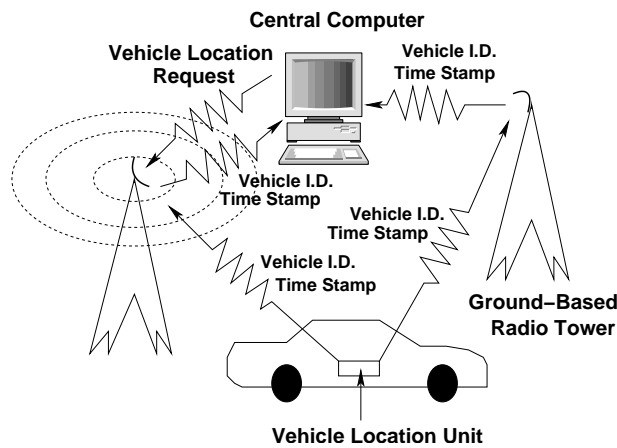 Central Computer
Vehicle Location
Request
Vehicle I.D.
Time Stamp
Vehicle I.D.
Time Stamp
Vehicle I.D.
Time Stamp
Vehicle I.D.
Time Stamp
Ground–Based
Radio Tower
Vehicle Location Unit